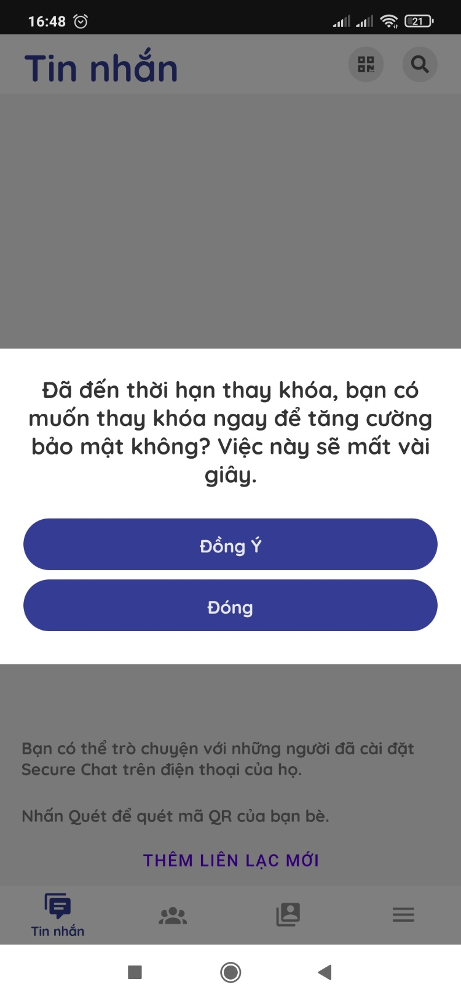 16:48
21
Tin nhắn
Đã đến thời hạn thay khóa, bạn có
muốn thay khóa ngay để tăng cường
bảo mật không? Việc này sẽ mất vài
giây.
Đồng Ý
Đóng
Bạn có thể trò chuyện với những người đã cài đặt
Secure Chat trên điện thoại của họ.
Nhấn Quét để quét mã QR của bạn bè.
THÊM LIÊN LẠC MỚI
Tin nhắn